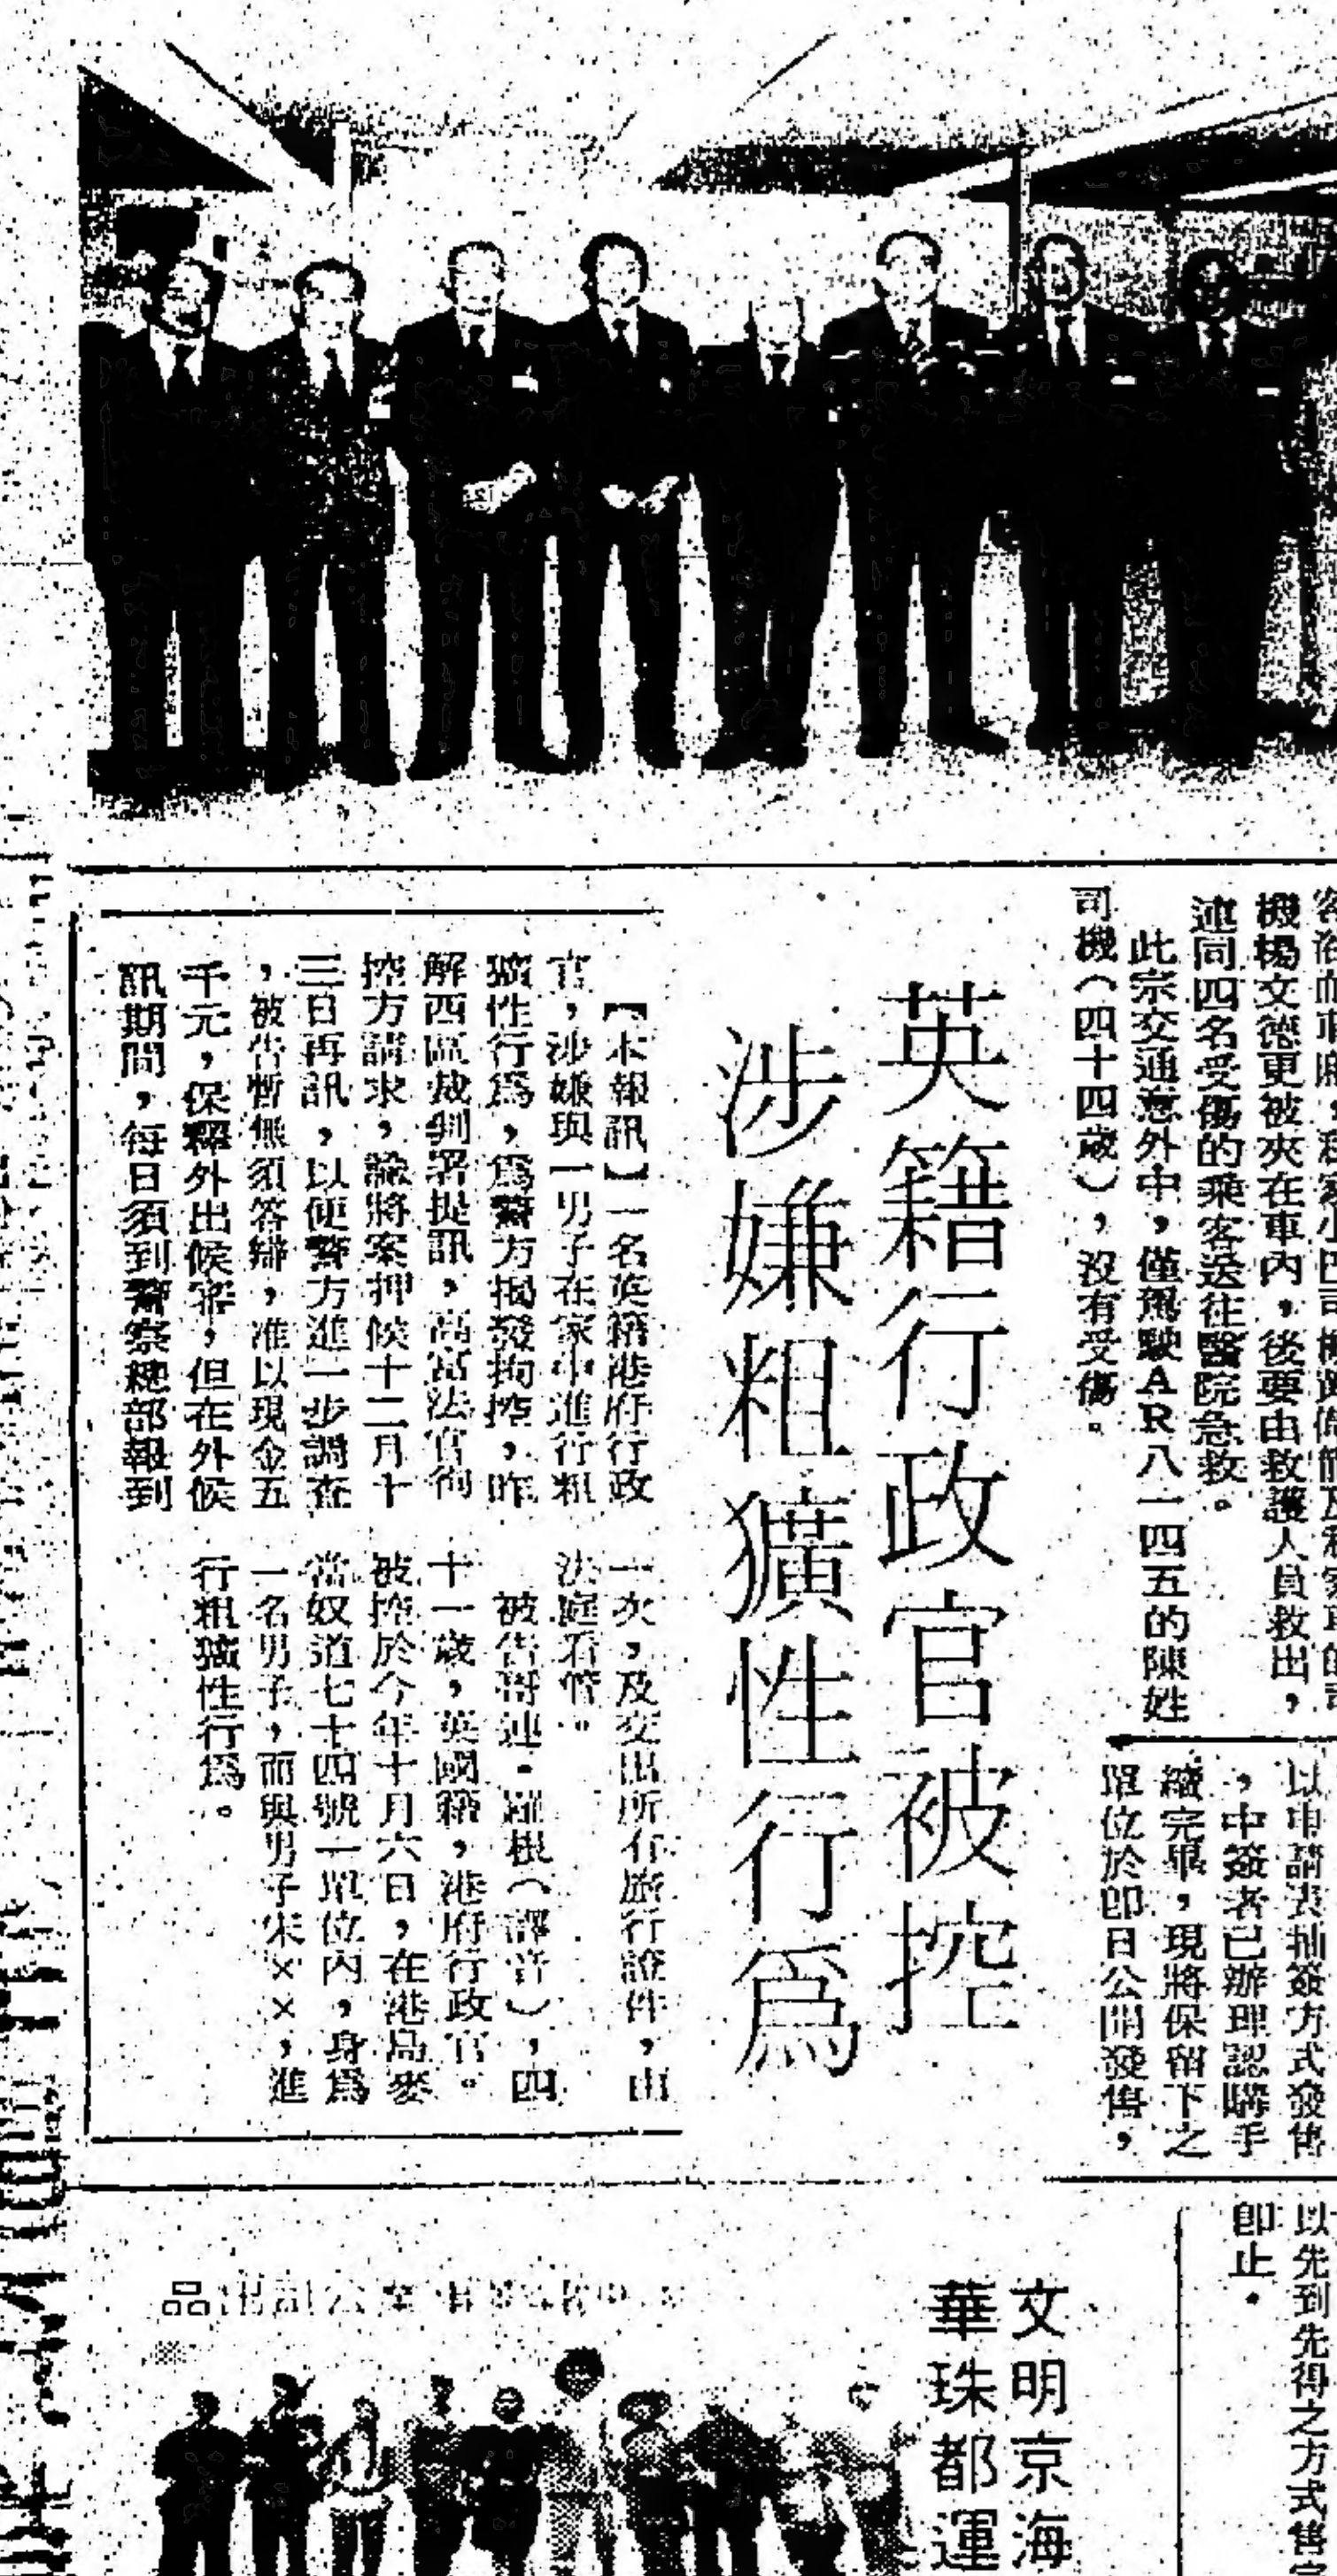 機楊文德更被夾在車內，後要由救護人員救出，
連同四名受傷的乘客送往醫院急救。
此宗交通意外中，僅駕駛ＡＲ八一四五的陳姓
司機（四十四歲），沒有受傷。
以申請表抽簽方式發售
，中簽者已辦理認購手
續完畢，現將保留下之
單位於即日公開發售，
以先到先得之方式售完
即止。
英籍行政官被控
涉嫌粗獷性行為
【本報訊】一名英籍港府行政
官，涉嫌與一男子在家中進行粗
獷性行為，為警方揭發拘控，昨
解西區裁判署提訊，高富法官徇
控方請求，諭將案押候十二月十
三日再訊，以便警方進一步調查
，被告暫無須答辯，准以現金五
千元，保釋外出候審，但在外候
訊期間，每日須到警察總部報到
一次，及交出所有旅行證件，由
法庭看管。
被告哥連·羅根（譯音），四
十一歲，英國籍，港府行政官。
被控於今年十月六日，在港島麥
當奴道七十四號一單位內，身為
一名男子，而與男子宋××，進
行粗獷性行為。
文明京海
華珠都運